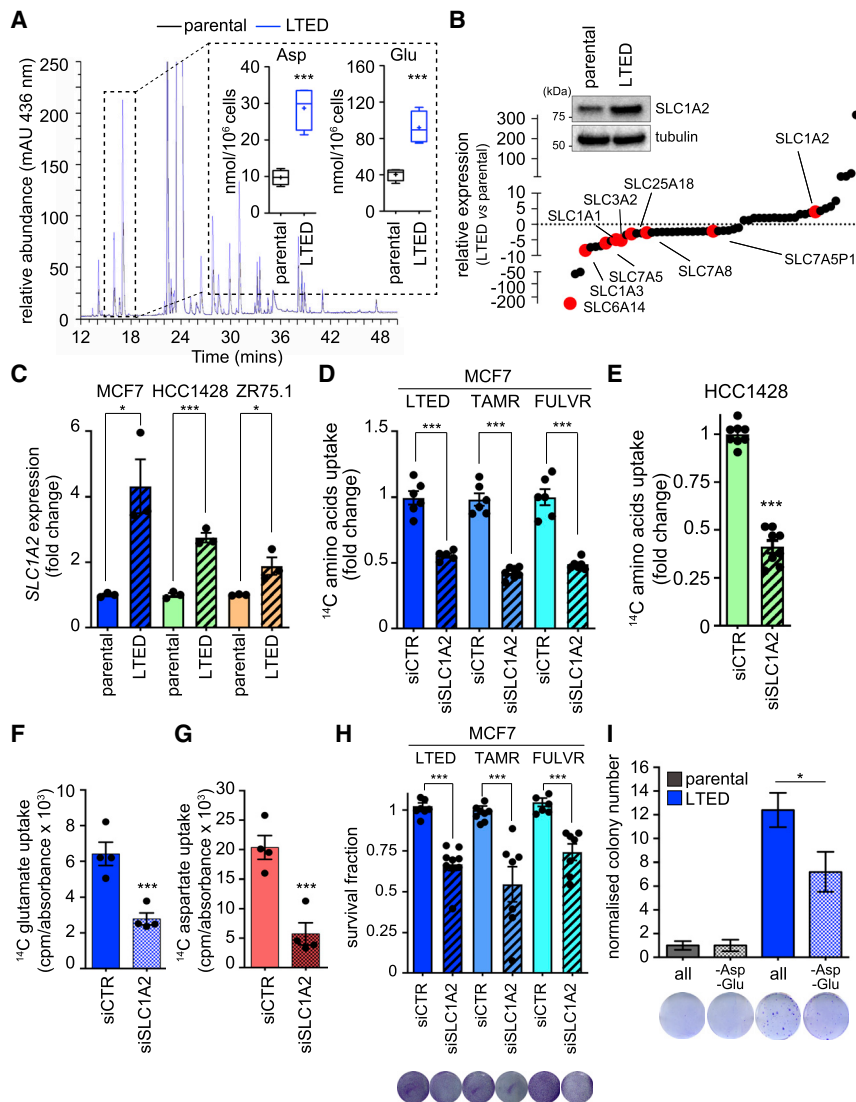 A
parental
LTED
relative abundance (mAU 436 nm)
250
200
150
100
50
0
12
18
24
30
36
42
48
Time (mins)
Asp
***
nmol/10⁶ cells
40
30
20
10
0
parental
LTED
Glu
***
nmol/10⁶ cells
160
120
80
40
0
parental
LTED
B
parental
LTED
(kDa)
75
50
SLC1A2
tubulin
relative expression
(LTED vs parental)
300
200
100
10
5
0
-5
-10
-50
-100
-200
SLC1A2
SLC25A18
SLC3A2
SLC1A1
SLC7A5P1
SLC7A8
SLC7A5
SLC1A3
SLC6A14
C
MCF7
HCC1428
ZR75.1
*
***
*
SLC1A2 expression
(fold change)
6
4
2
0
parental
LTED
parental
LTED
parental
LTED
D
MCF7
LTED
TAMR
FULVR
***
***
***
¹⁴C amino acids uptake
(fold change)
1.5
1
0.5
0
siCTR
siSLC1A2
siCTR
siSLC1A2
siCTR
siSLC1A2
E
HCC1428
***
¹⁴C amino acids uptake
(fold change)
1
0.75
0.5
0.25
0
siCTR
siSLC1A2
F
¹⁴C glutamate uptake
(cpm/absorbance x 10³)
10
8
6
4
2
0
***
siCTR
siSLC1A2
G
¹⁴C aspartate uptake
(cpm/absorbance x 10³)
30
25
20
15
10
5
0
***
siCTR
siSLC1A2
H
MCF7
LTED
TAMR
FULVR
***
***
***
survival fraction
1
0.75
0.5
0.25
0
siCTR
siSLC1A2
siCTR
siSLC1A2
siCTR
siSLC1A2
I
parental
LTED
*
normalised colony number
16
14
12
10
8
6
4
2
0
all
-Asp
-Glu
all
-Asp
-Glu